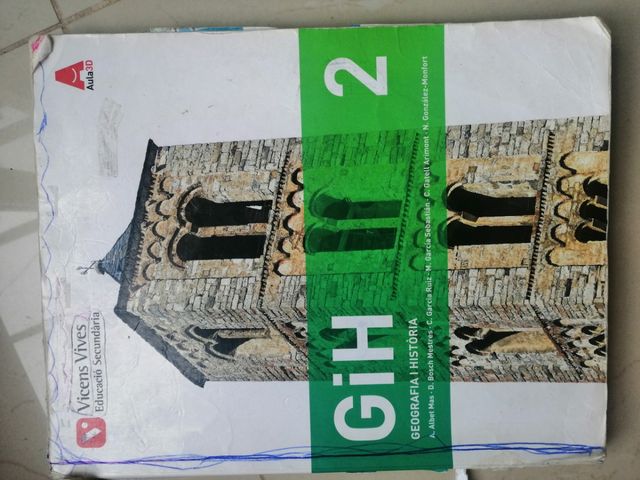 Vicens Vives
Educació Secundària
Aula3D
GiH 2
GEOGRAFIA I HISTÒRIA
A. Albet Mas · D. Bosch Mestres · C. García Ruiz · M. García Sebastián · C. Gatell Arimont · N. González-Monfort